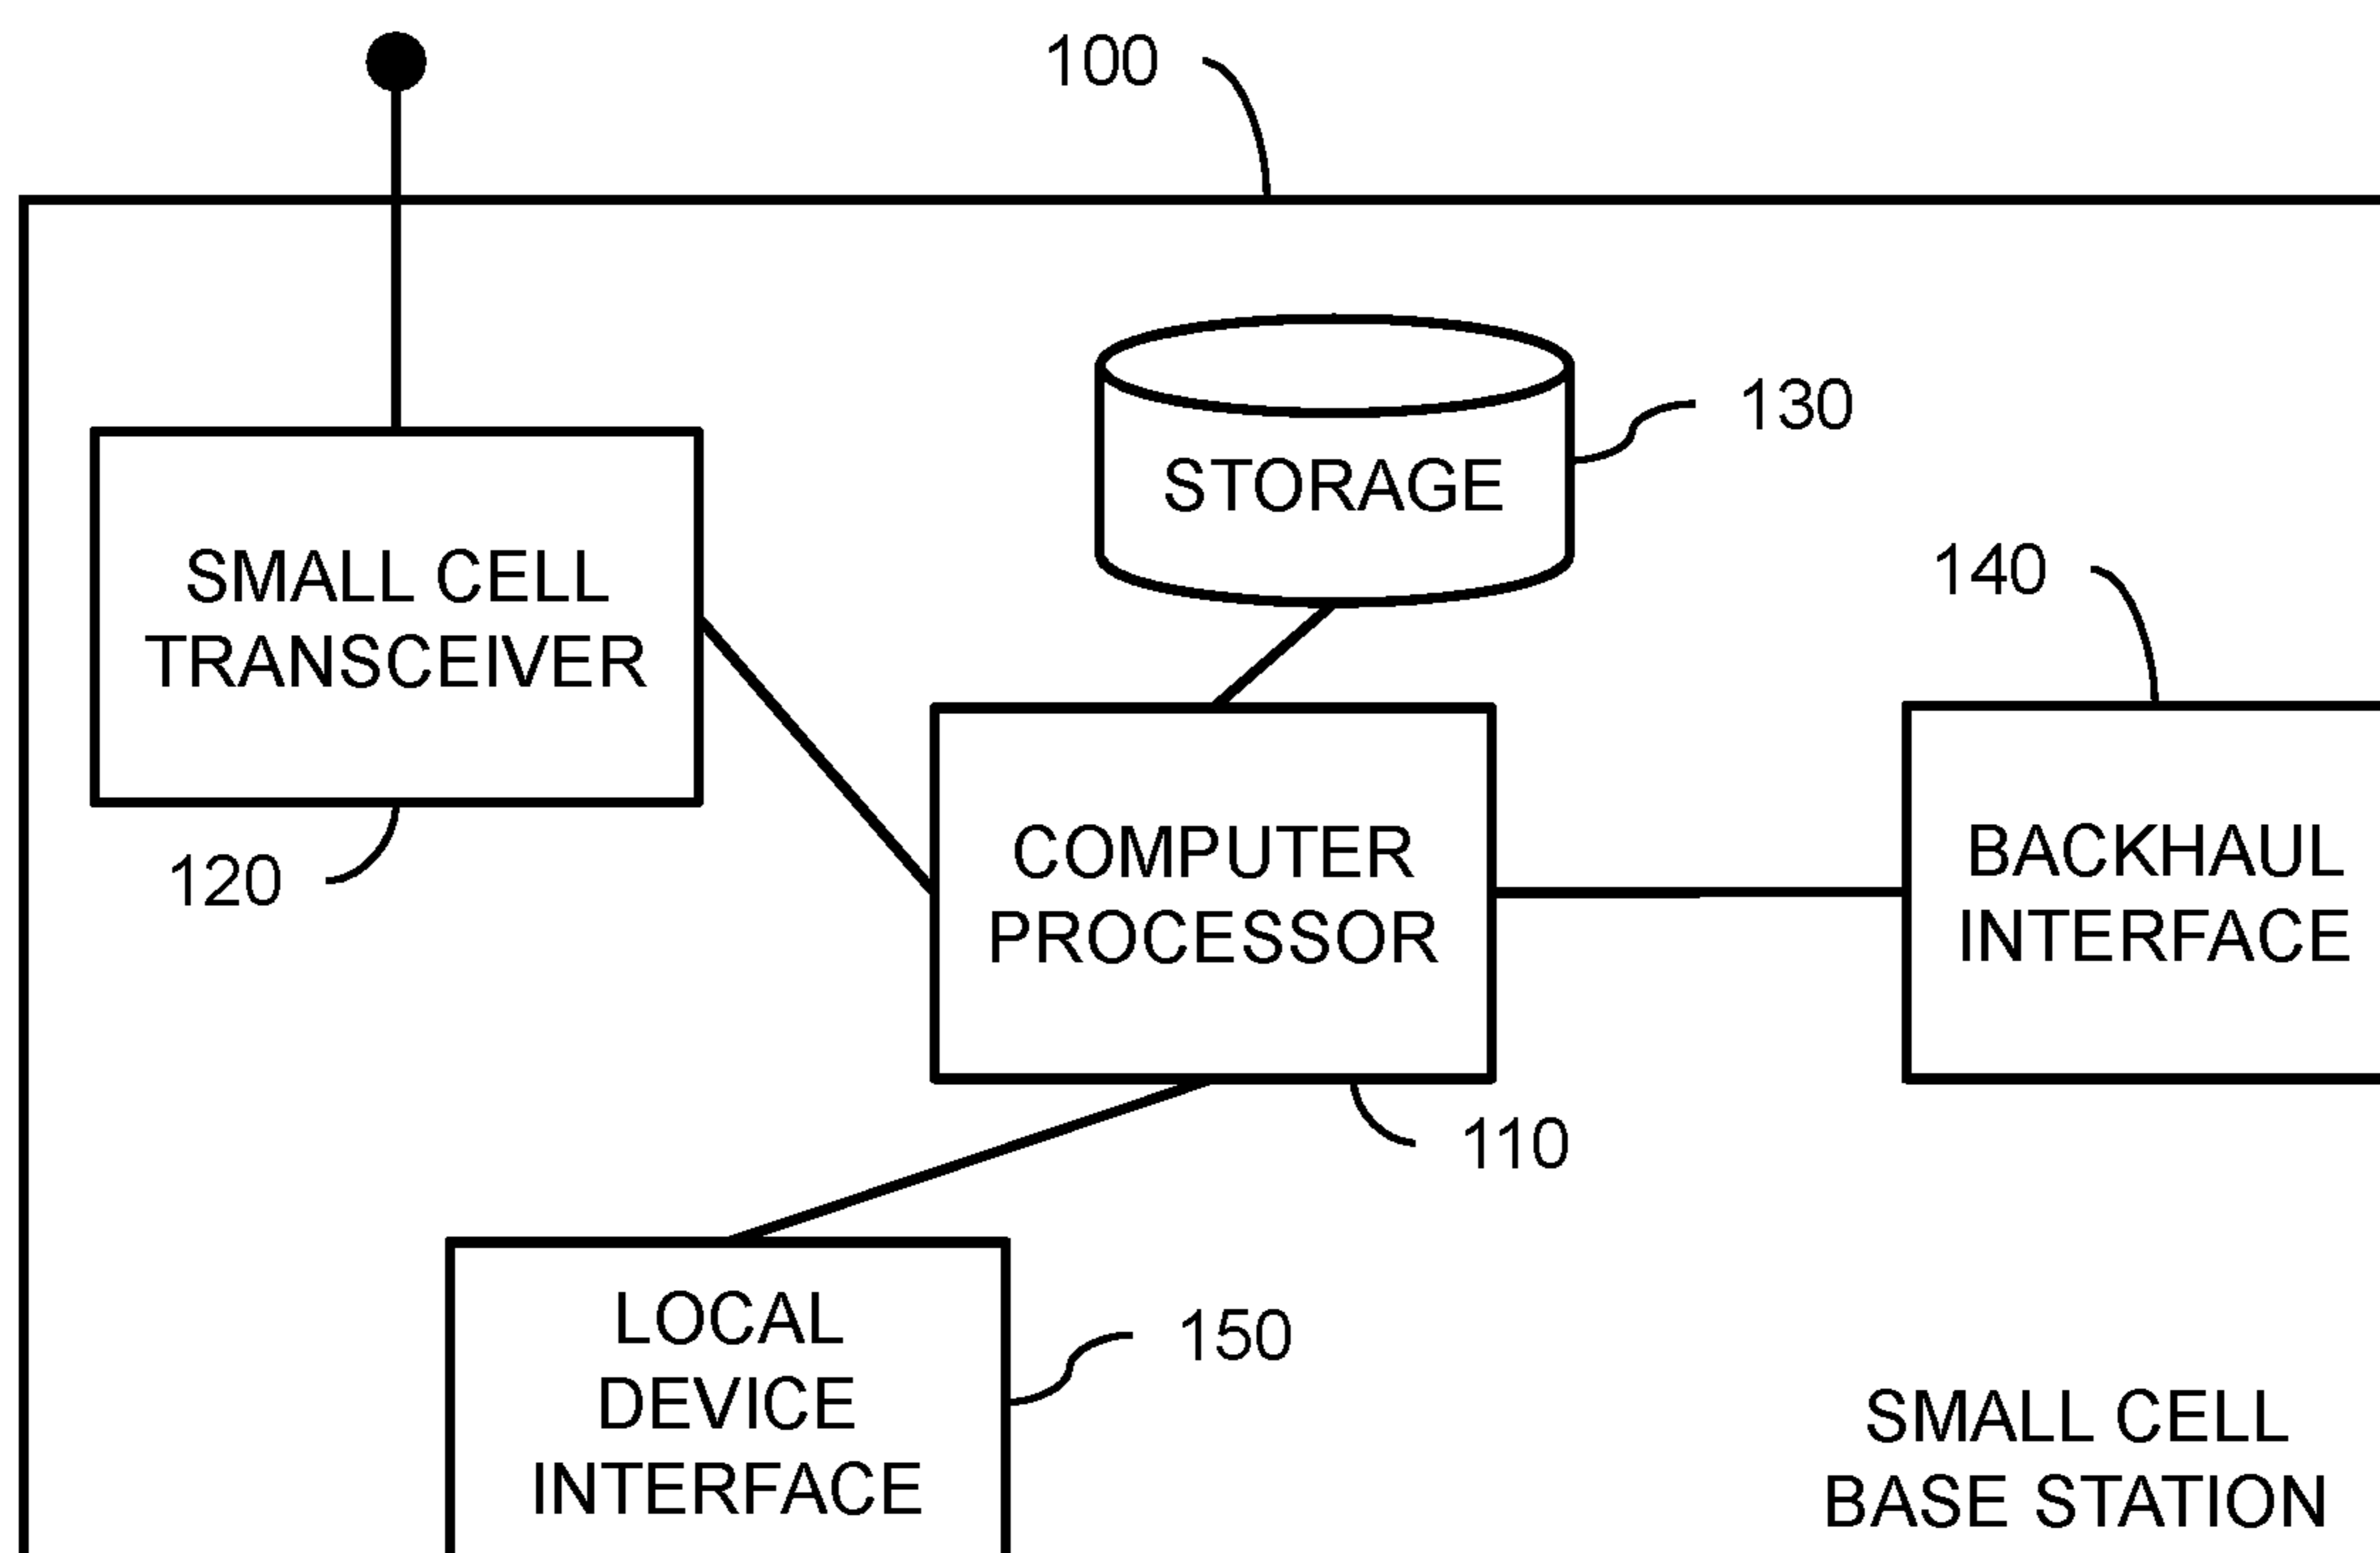 100
STORAGE
130
SMALL CELL
TRANSCEIVER
120
140
COMPUTER
PROCESSOR
110
BACKHAUL
INTERFACE
LOCAL
DEVICE
INTERFACE
150
SMALL CELL
BASE STATION